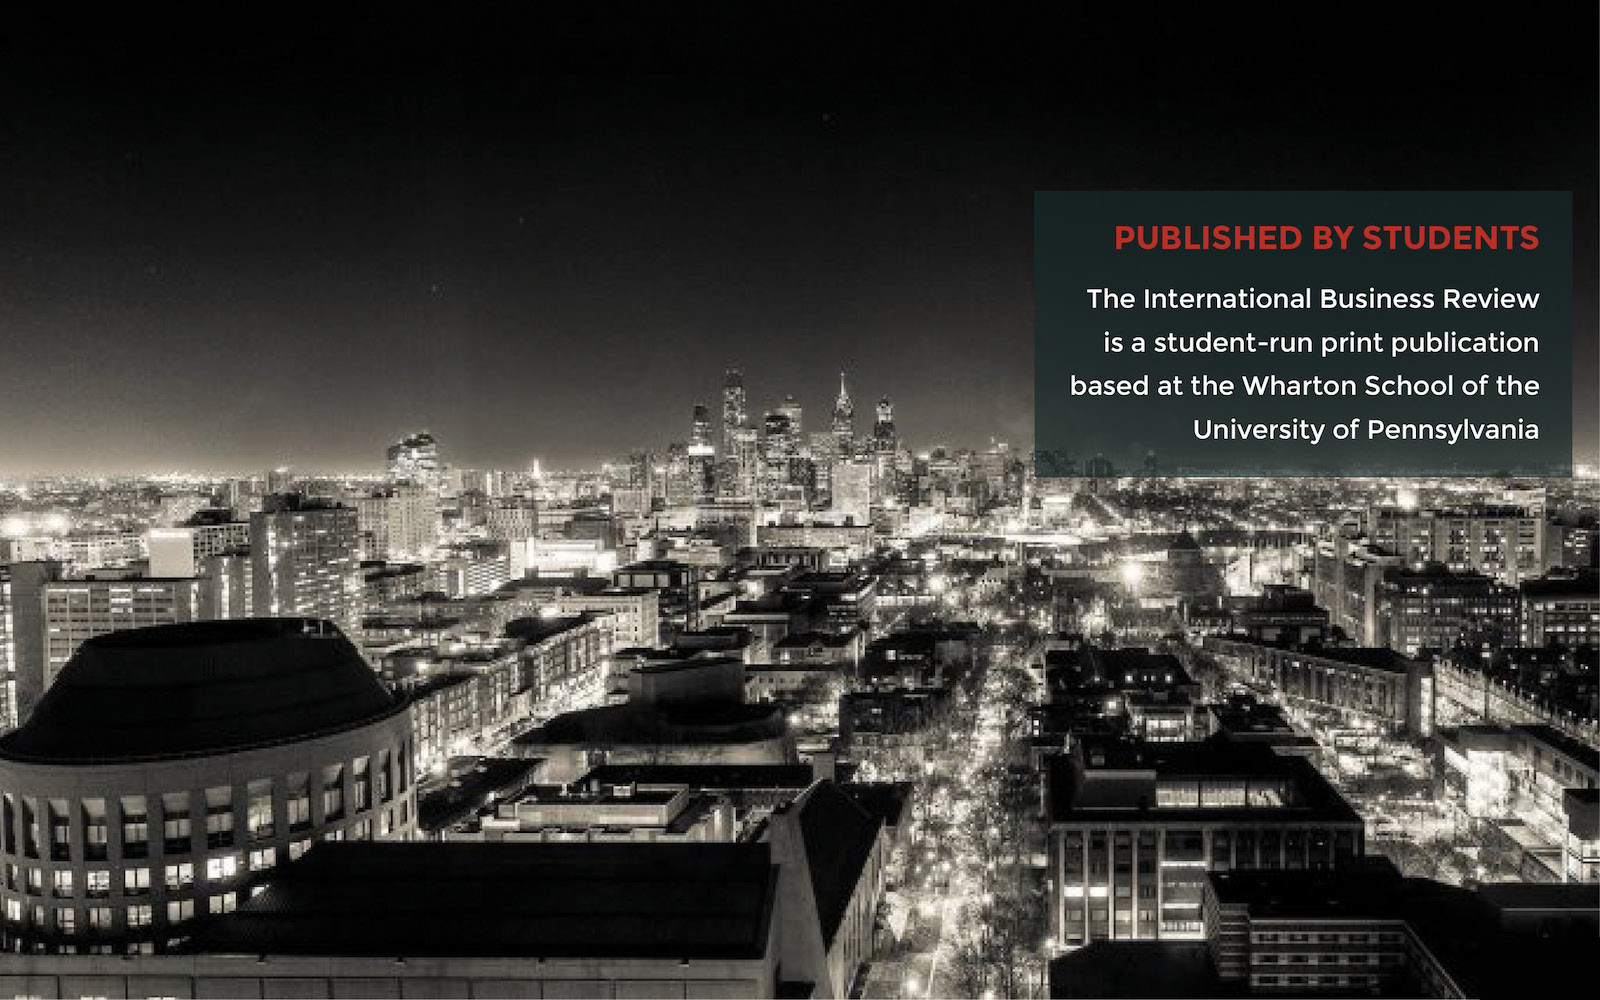 PUBLISHED BY STUDENTS
The International Business Review
is a student-run print publication
based at the Wharton School of the
University of Pennsylvania